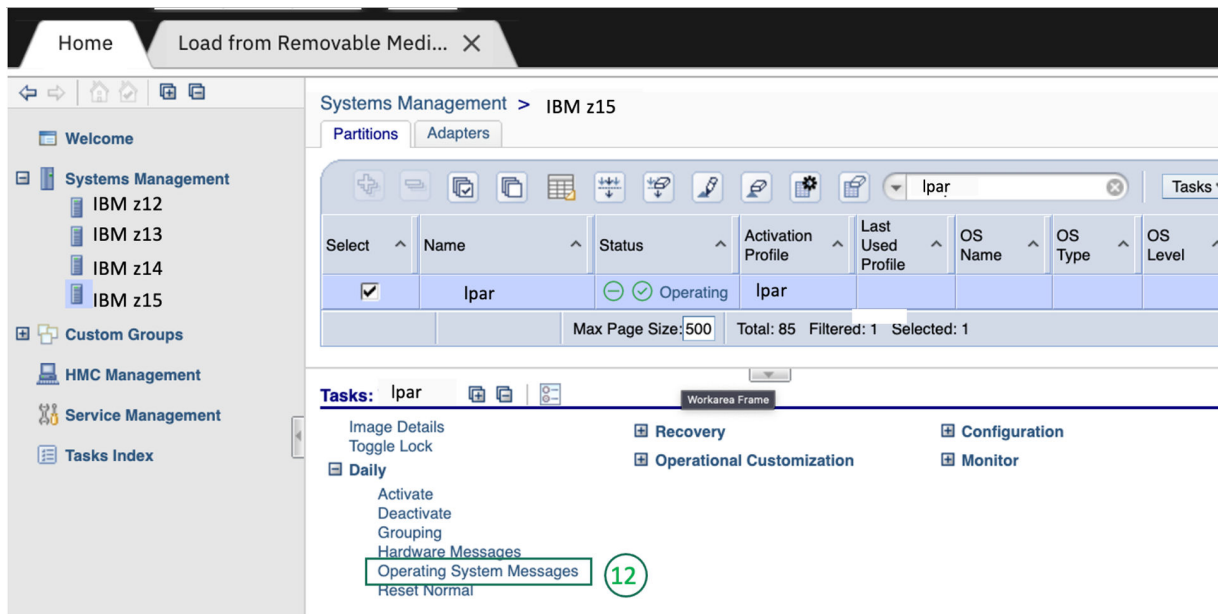 Home
Load from Removable Medi...
Systems Management > IBM z15
Partitions
Adapters
Welcome
Systems Management
IBM z12
IBM z13
IBM z14
IBM z15
Custom Groups
HMC Management
Service Management
Tasks Index
lpar
Tasks
Select
Name
Status
Activation
Profile
Last
Used
Profile
OS
Name
OS
Type
OS
Level
lpar
Operating
lpar
Max Page Size: 500
Total: 85 Filtered: 1 Selected: 1
Tasks: lpar
Workarea Frame
Image Details
Toggle Lock
Daily
Activate
Deactivate
Grouping
Hardware Messages
Operating System Messages
12
Reset Normal
Recovery
Operational Customization
Configuration
Monitor